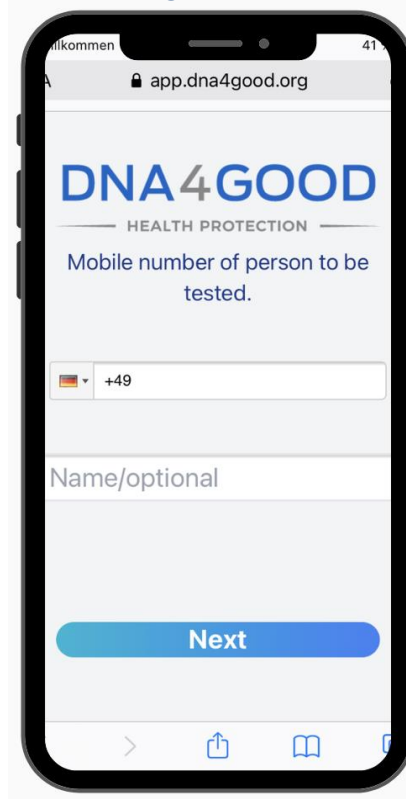 illkommen 41
app.dna4good.org
DNA4GOOD
HEALTH PROTECTION
Mobile number of person to be
tested.
+49
Name/optional
Next